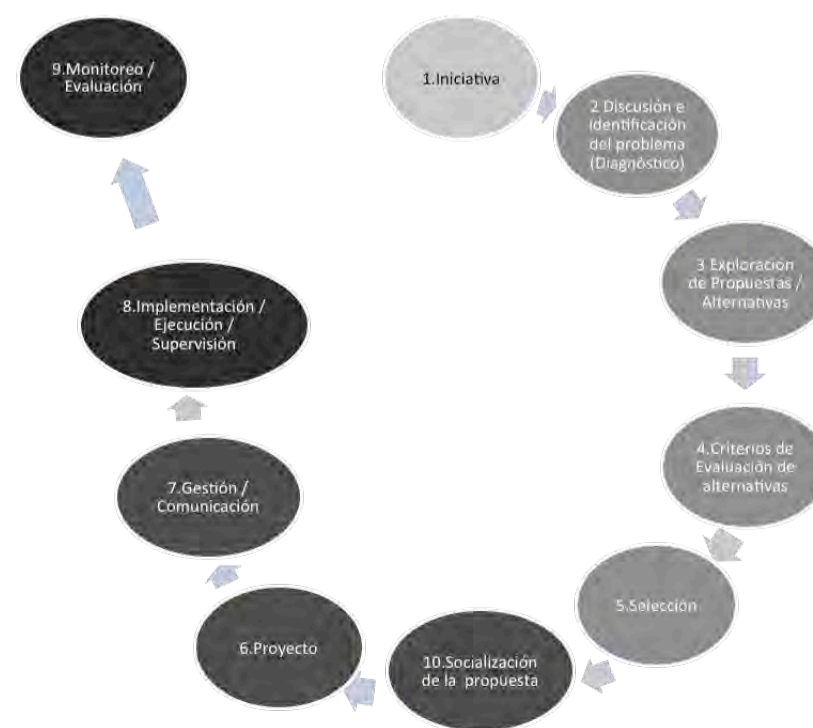 1.Iniciativa
2 Discusión e
identificación
del problema
(Diagnóstico)
3 Exploración
de Propuestas /
Alternativas
4.Criterios de
Evaluación de
alternativas
5.Selección
10.Socialización
de la propuesta
6.Proyecto
7.Gestión /
Comunicación
8.Implementación /
Ejecución /
Supervisión
9.Monitoreo /
Evaluación